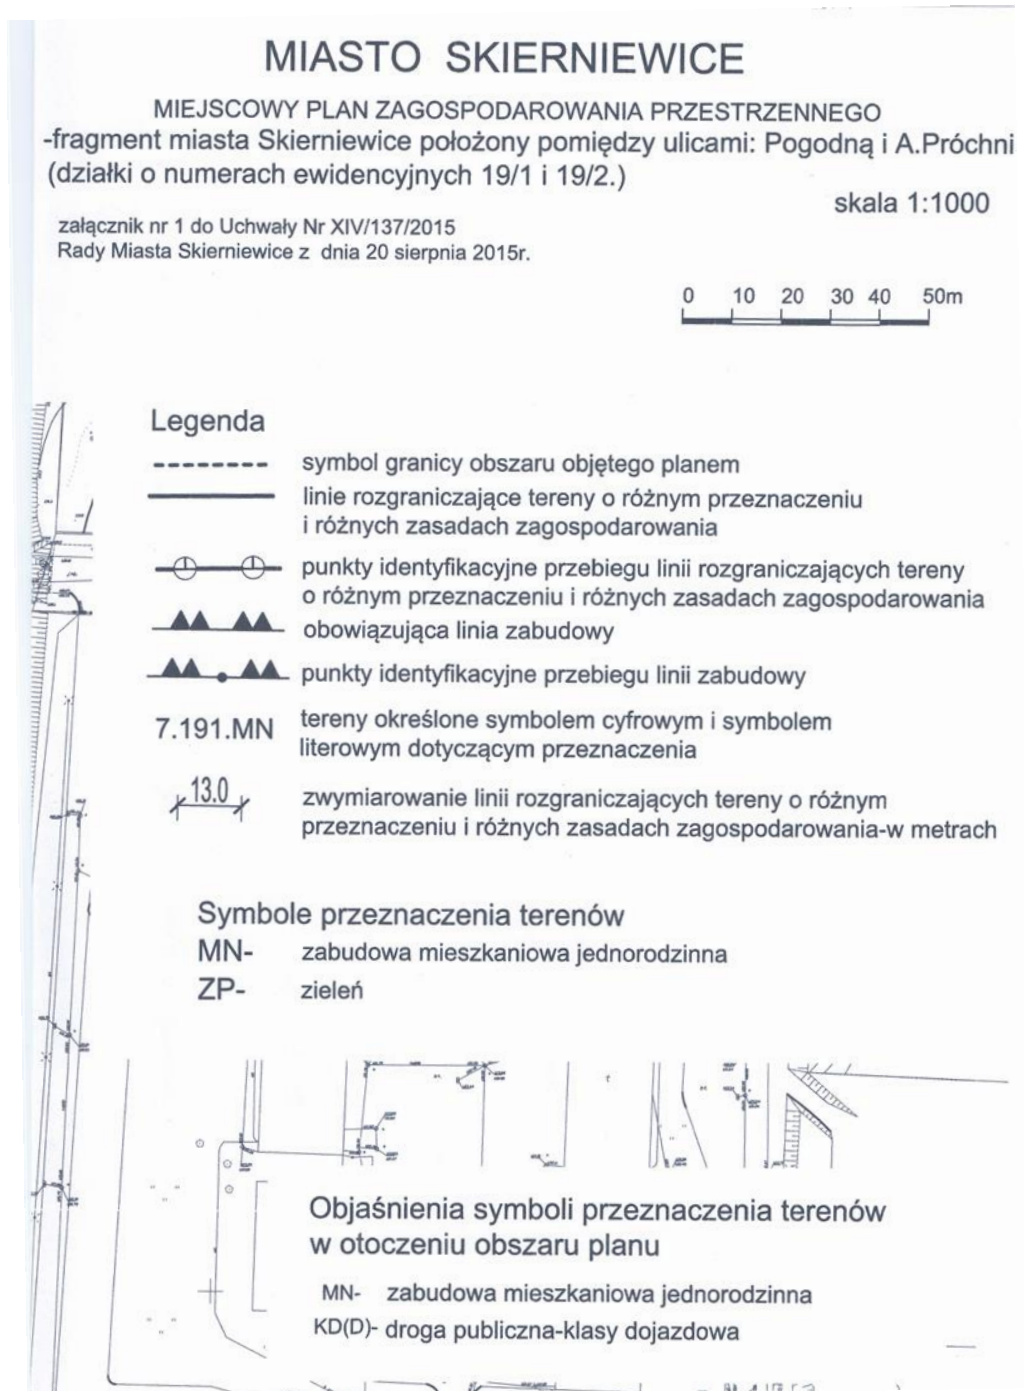 MIASTO SKIERNIEWICE
MIEJSCOWY PLAN ZAGOSPODAROWANIA PRZESTRZENNEGO
-fragment miasta Skierniewice położony pomiędzy ulicami: Pogodną i A.Próchni
(działki o numerach ewidencyjnych 19/1 i 19/2.)
skala 1:1000
załącznik nr 1 do Uchwały Nr XIV/137/2015
Rady Miasta Skierniewice z dnia 20 sierpnia 2015r.
0 10 20 30 40 50m
Legenda
symbol granicy obszaru objętego planem
linie rozgraniczające tereny o różnym przeznaczeniu
i różnych zasadach zagospodarowania
punkty identyfikacyjne przebiegu linii rozgraniczających tereny
o różnym przeznaczeniu i różnych zasadach zagospodarowania
obowiązująca linia zabudowy
punkty identyfikacyjne przebiegu linii zabudowy
7.191.MN tereny określone symbolem cyfrowym i symbolem
literowym dotyczącym przeznaczenia
13.0 zwymiarowanie linii rozgraniczających tereny o różnym
przeznaczeniu i różnych zasadach zagospodarowania-w metrach
Symbole przeznaczenia terenów
MN- zabudowa mieszkaniowa jednorodzinna
ZP- zieleń
Objaśnienia symboli przeznaczenia terenów
w otoczeniu obszaru planu
MN- zabudowa mieszkaniowa jednorodzinna
KD(D)- droga publiczna-klasy dojazdowa